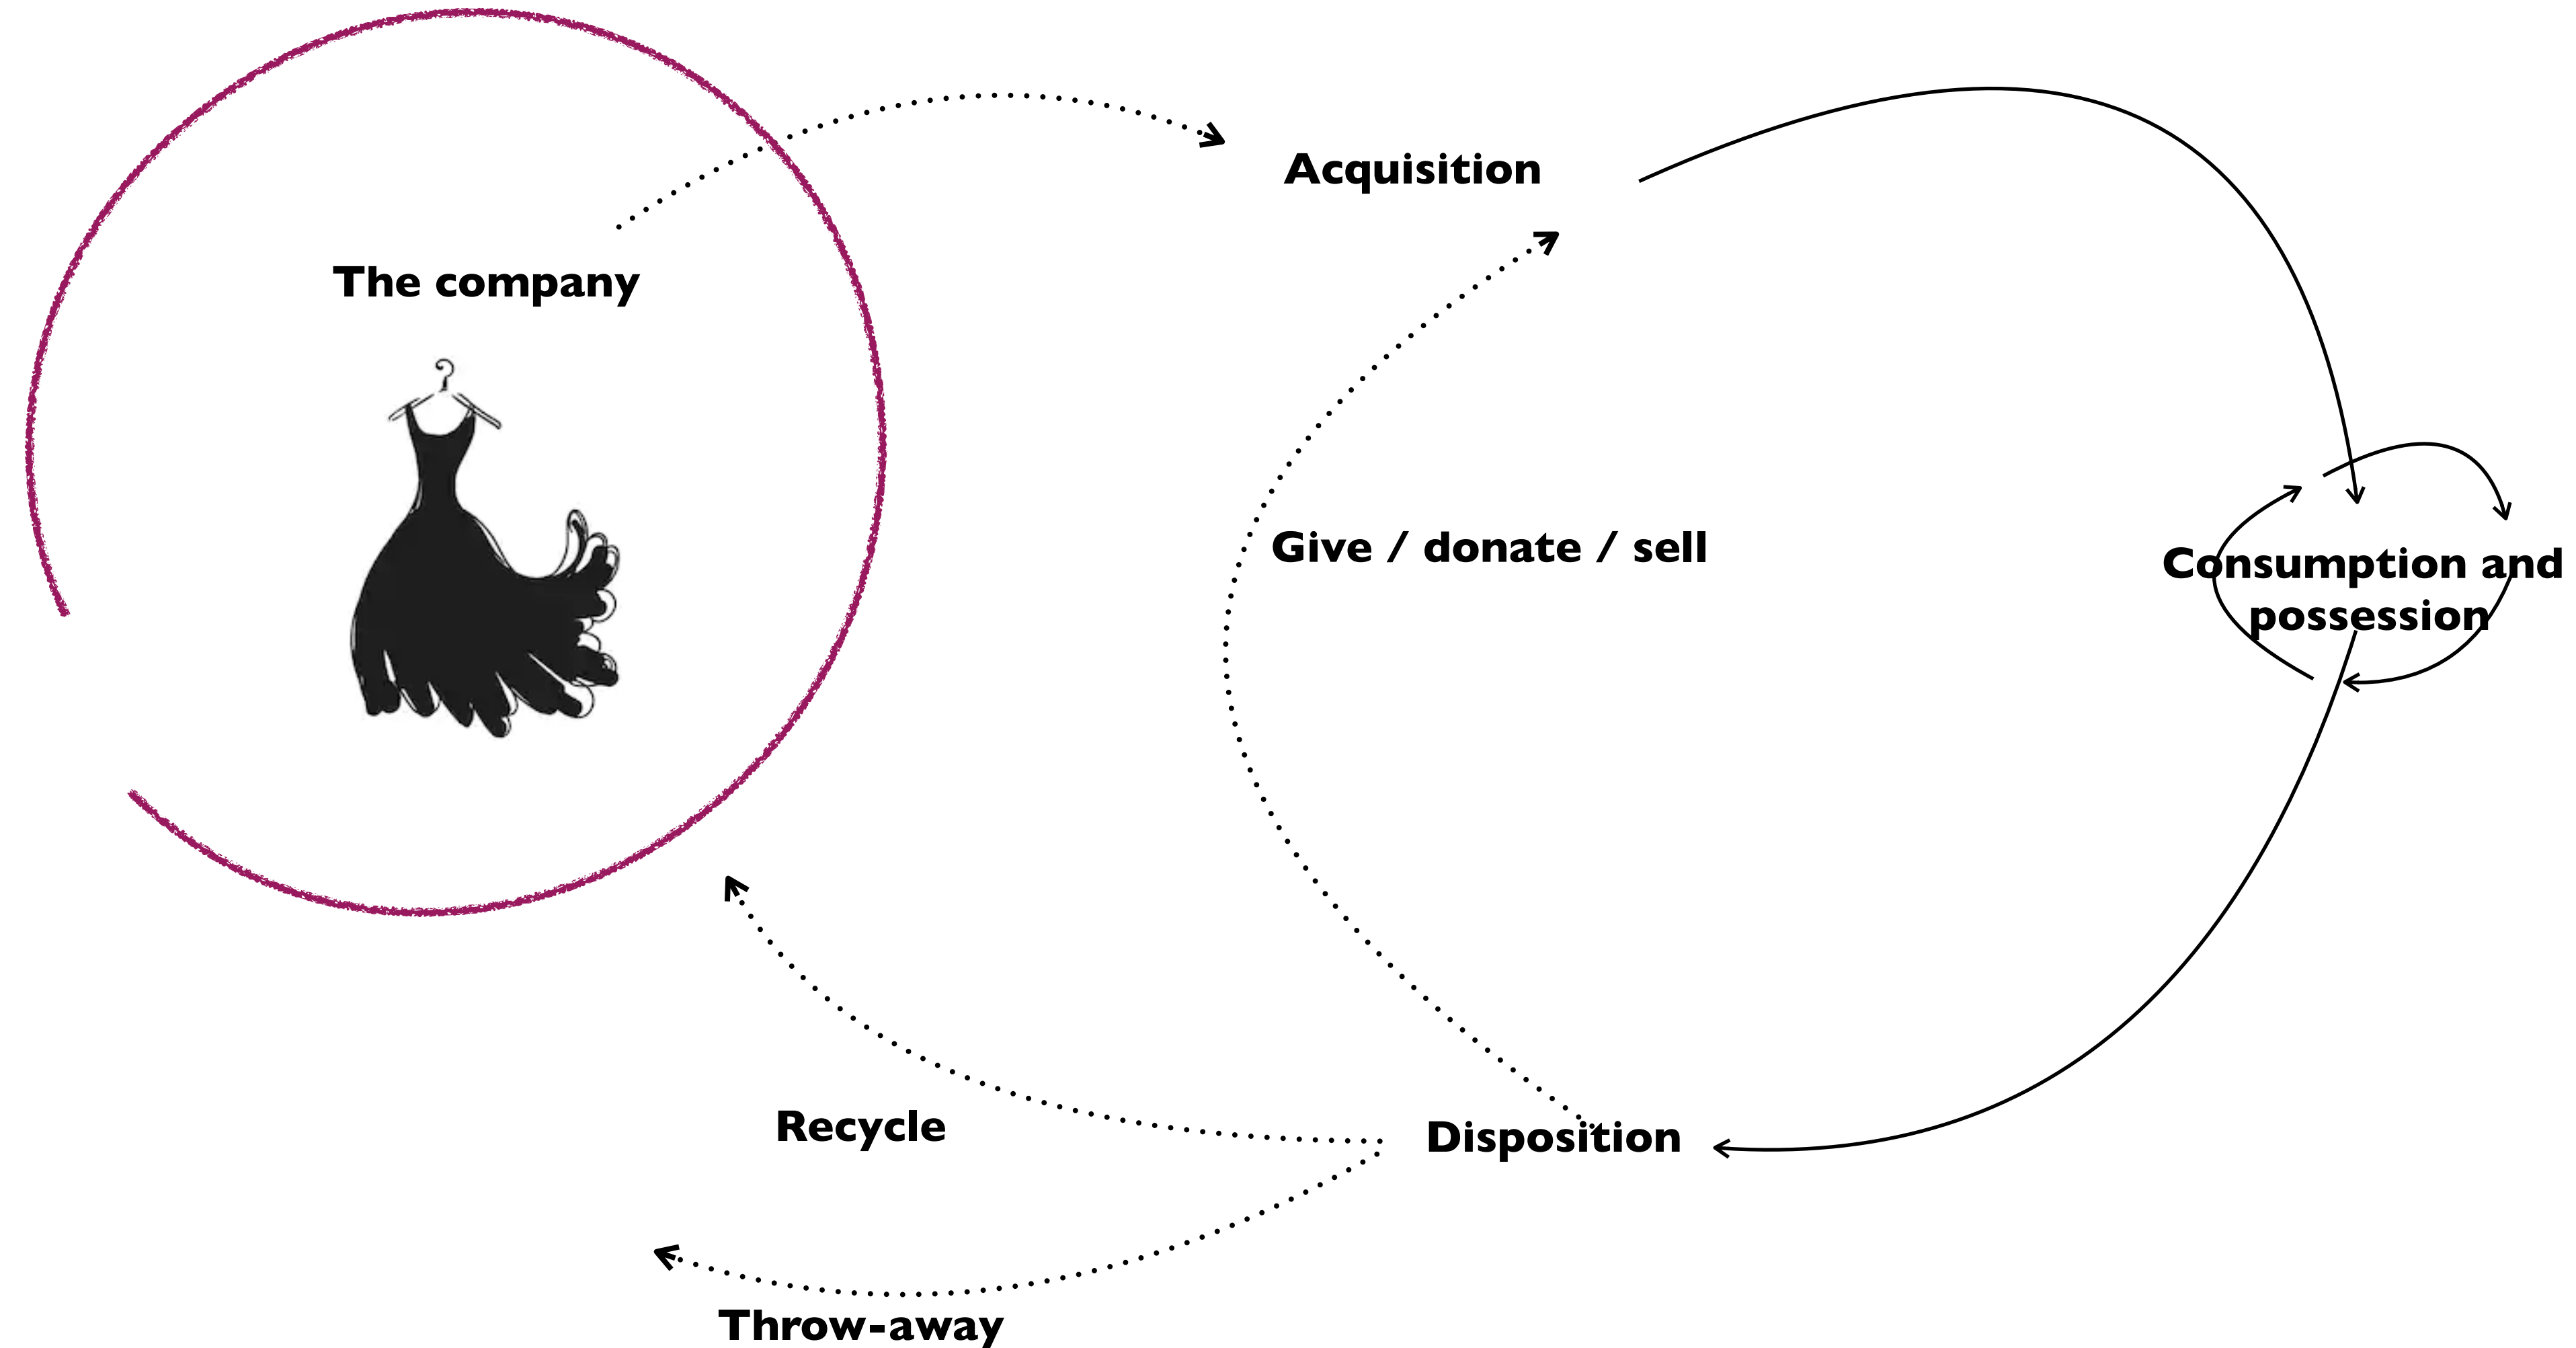 Acquisition
The company
Give / donate / sell
Consumption and
possession
Recycle
Disposition
Throw-away